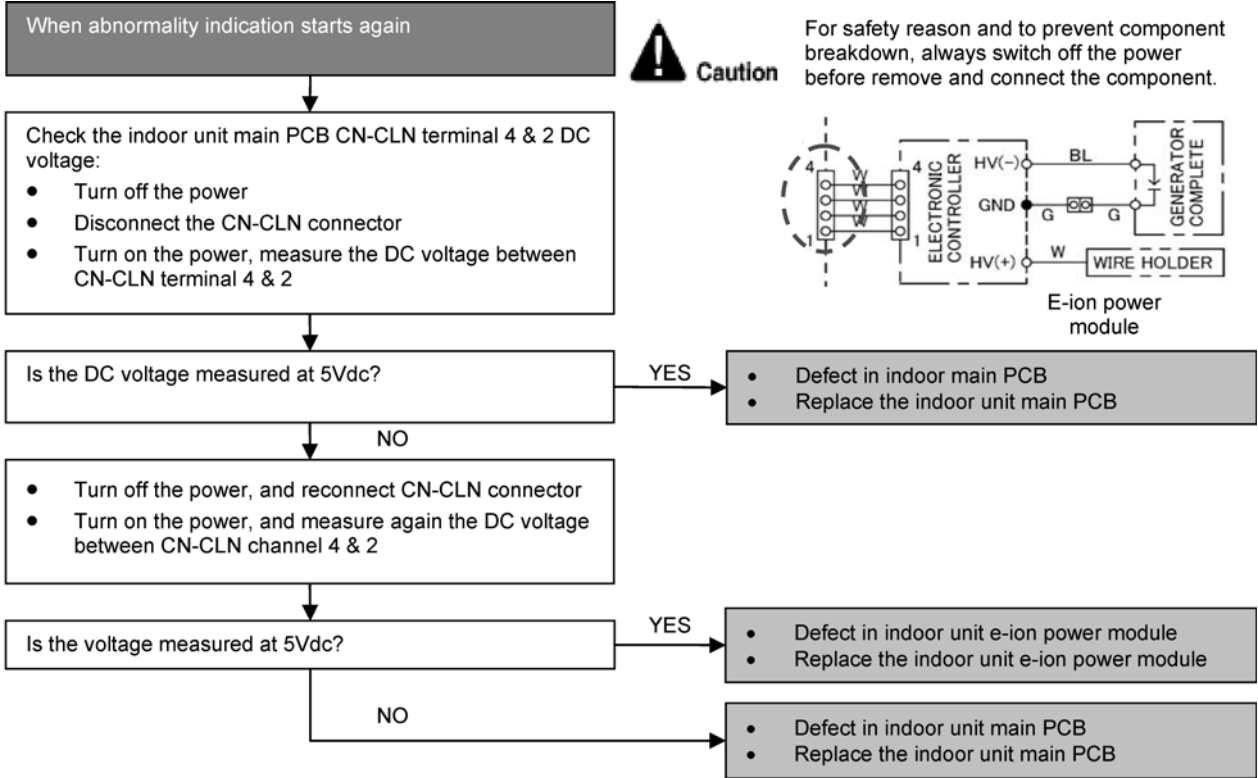 When abnormality indication starts again
Caution
For safety reason and to prevent component
breakdown, always switch off the power
before remove and connect the component.
Check the indoor unit main PCB CN-CLN terminal 4 & 2 DC
voltage:
• Turn off the power
• Disconnect the CN-CLN connector
• Turn on the power, measure the DC voltage between
CN-CLN terminal 4 & 2
4
1
W
W
W
W
4
1
ELECTRONIC
CONTROLLER
HV(-)
BL
GND
G
G
HV(+)
W
GENERATOR
COMPLETE
WIRE HOLDER
E-ion power
module
Is the DC voltage measured at 5Vdc?
YES
• Defect in indoor main PCB
• Replace the indoor unit main PCB
NO
• Turn off the power, and reconnect CN-CLN connector
• Turn on the power, and measure again the DC voltage
between CN-CLN channel 4 & 2
Is the voltage measured at 5Vdc?
YES
• Defect in indoor unit e-ion power module
• Replace the indoor unit e-ion power module
NO
• Defect in indoor unit main PCB
• Replace the indoor unit main PCB